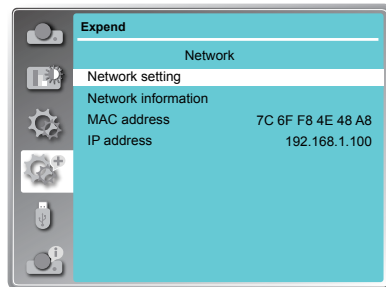 Expend
Network
Network setting
Network information
MAC address 7C 6F F8 4E 48 A8
IP address 192.168.1.100